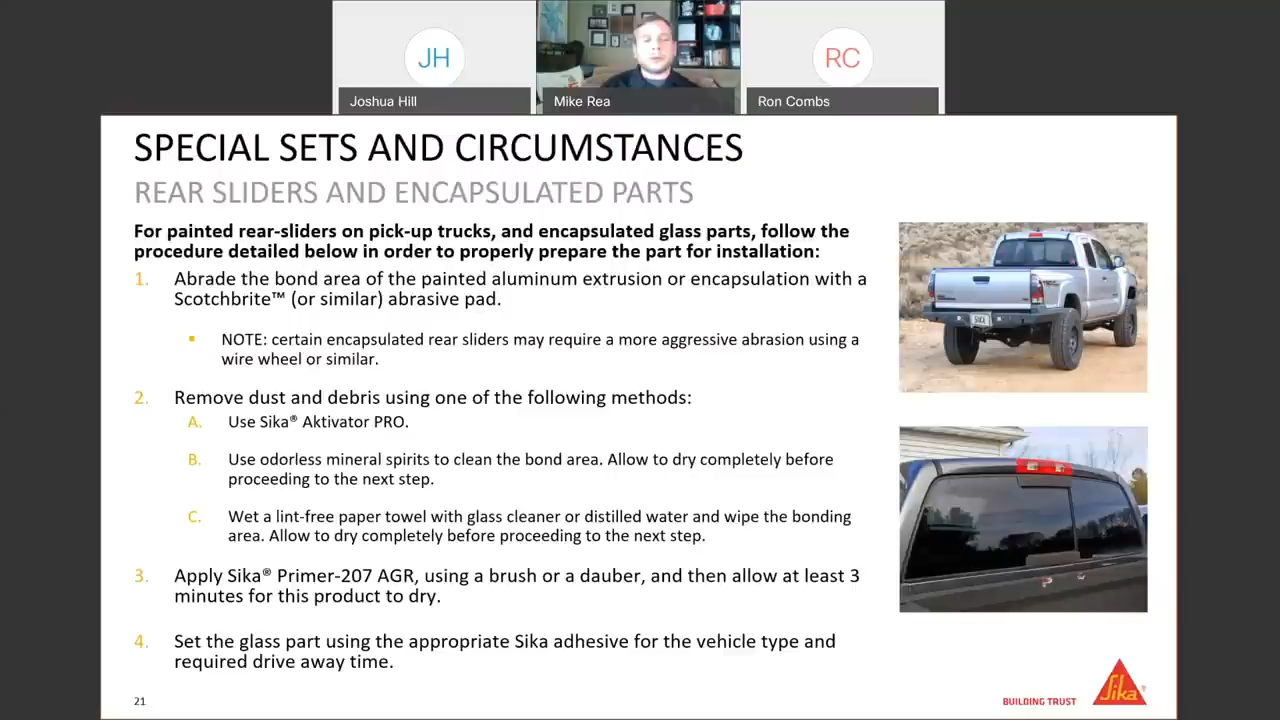 JH
RC
Joshua Hill
Mike Rea
Ron Combs
SPECIAL SETS AND CIRCUMSTANCES
REAR SLIDERS AND ENCAPSULATED PARTS
For painted rear-sliders on pick-up trucks, and encapsulated glass parts, follow the
procedure detailed below in order to properly prepare the part for installation:
1. Abrade the bond area of the painted aluminum extrusion or encapsulation with a
Scotchbrite™ (or similar) abrasive pad.
▪ NOTE: certain encapsulated rear sliders may require a more aggressive abrasion using a
wire wheel or similar.
2. Remove dust and debris using one of the following methods:
A. Use Sika® Aktivator PRO.
B. Use odorless mineral spirits to clean the bond area. Allow to dry completely before
proceeding to the next step.
C. Wet a lint-free paper towel with glass cleaner or distilled water and wipe the bonding
area. Allow to dry completely before proceeding to the next step.
3. Apply Sika® Primer-207 AGR, using a brush or a dauber, and then allow at least 3
minutes for this product to dry.
4. Set the glass part using the appropriate Sika adhesive for the vehicle type and
required drive away time.
21
BUILDING TRUST
Sika®